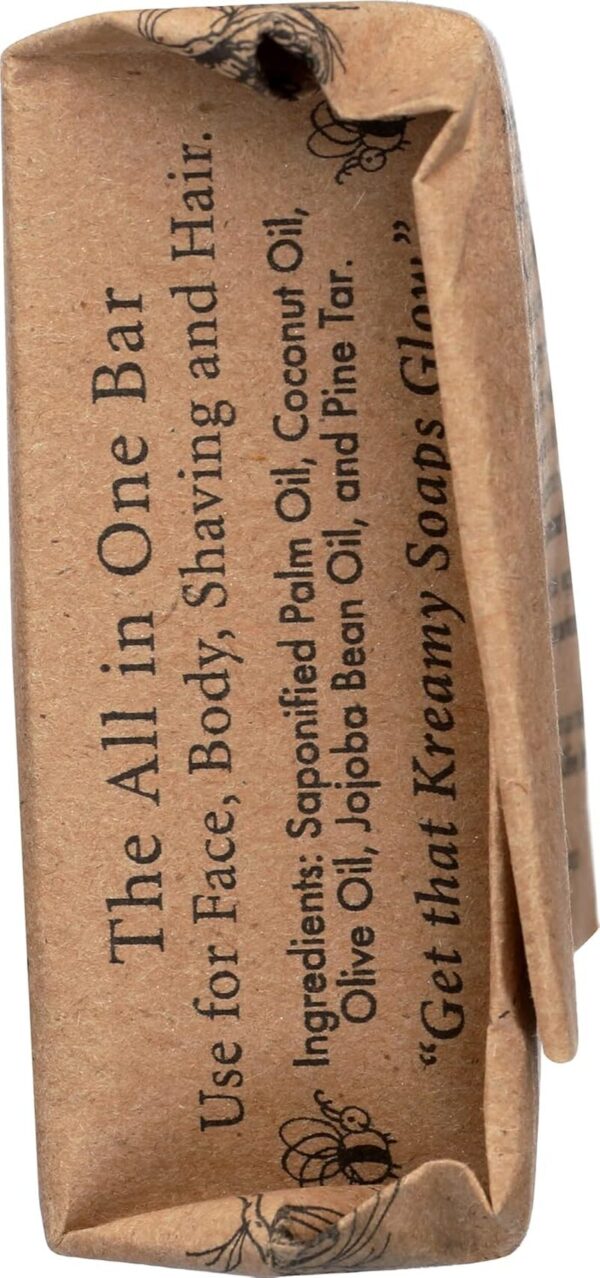 The All in One Bar
Use for Face, Body, Shaving and Hair.
Ingredients: Saponified Palm Oil, Coconut Oil,
Olive Oil, Jojoba Bean Oil, and Pine Tar.
“Get that Kreamy Soaps Glow.”